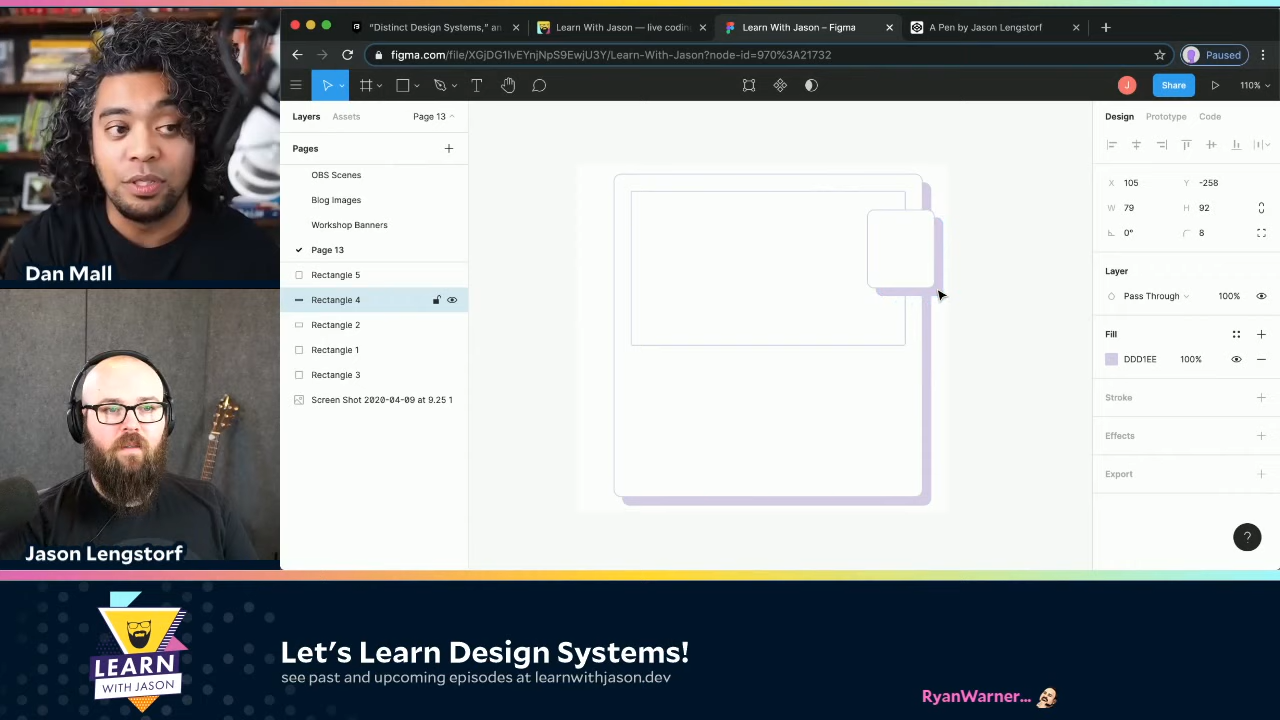 Dan Mall
Jason Lengstorf
"Distinct Design Systems," an
Learn With Jason — live codin
Learn With Jason – Figma
A Pen by Jason Lengstorf
figma.com/file/XGjDG1IvEYnjNpS9EwjU3Y/Learn-With-Jason?node-id=970%3A21732
Paused
J
Share
110%
Layers
Assets
Page 13
Pages
OBS Scenes
Blog Images
Workshop Banners
Page 13
Rectangle 5
Rectangle 4
Rectangle 2
Rectangle 1
Rectangle 3
Screen Shot 2020-04-09 at 9.25 1
Design
Prototype
Code
X 105 Y -258
W 79 H 92
0° 8
Layer
Pass Through 100%
Fill
DDD1EE 100%
Stroke
Effects
Export
?
LEARN
WITH JASON
Let's Learn Design Systems!
see past and upcoming episodes at learnwithjason.dev
RyanWarner...